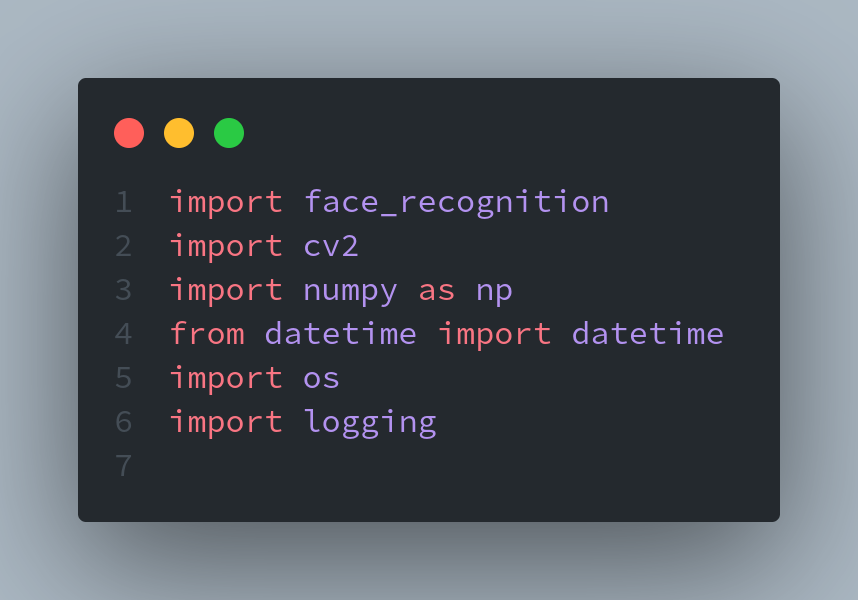 1 import face_recognition
2 import cv2
3 import numpy as np
4 from datetime import datetime
5 import os
6 import logging
7